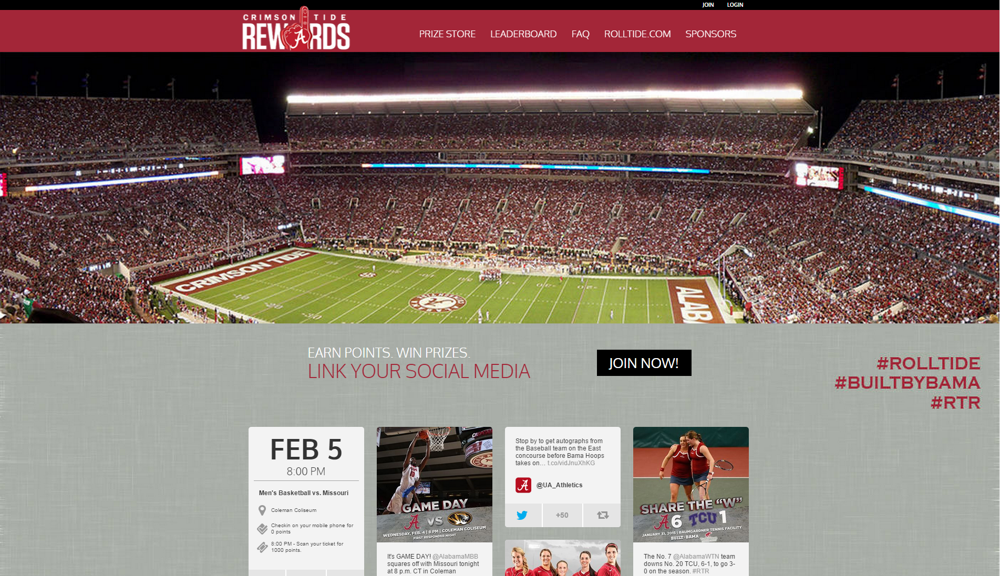 JOIN LOGIN
CRIMSON TIDE
REWARDS
PRIZE STORE LEADERBOARD FAQ ROLLTIDE.COM SPONSORS
CRIMSON TIDE
ALABA
EARN POINTS. WIN PRIZES.
LINK YOUR SOCIAL MEDIA
JOIN NOW!
#ROLLTIDE
#BUILTBYBAMA
#RTR
FEB 5
8:00 PM
Men's Basketball vs. Missouri
Coleman Coliseum
Checkin on your mobile phone for
0 points
8:00 PM - Scan your ticket for
1000 points.
GAME DAY
A VS
WEDNESDAY, FEB. 4 | 8 PM | COLEMAN COLISEUM
FIRST RESPONDER NIGHT
It's GAME DAY! @AlabamaMBB
squares off with Missouri tonight
at 8 p.m. CT in Coleman
Stop by to get autographs from
the Baseball team on the East
concourse before Bama Hoops
takes on… t.co/vidJnuXhKG
A @UA_Athletics
+50
SHARE THE "W"
A 6 TCU 1
JANUARY 31, 2015 | BAUMGARDNER TENNIS FACILITY
BUILT BY BAMA
The No. 7 @AlabamaWTN team
downs No. 20 TCU, 6-1, to go 3-
0 on the season. #RTR